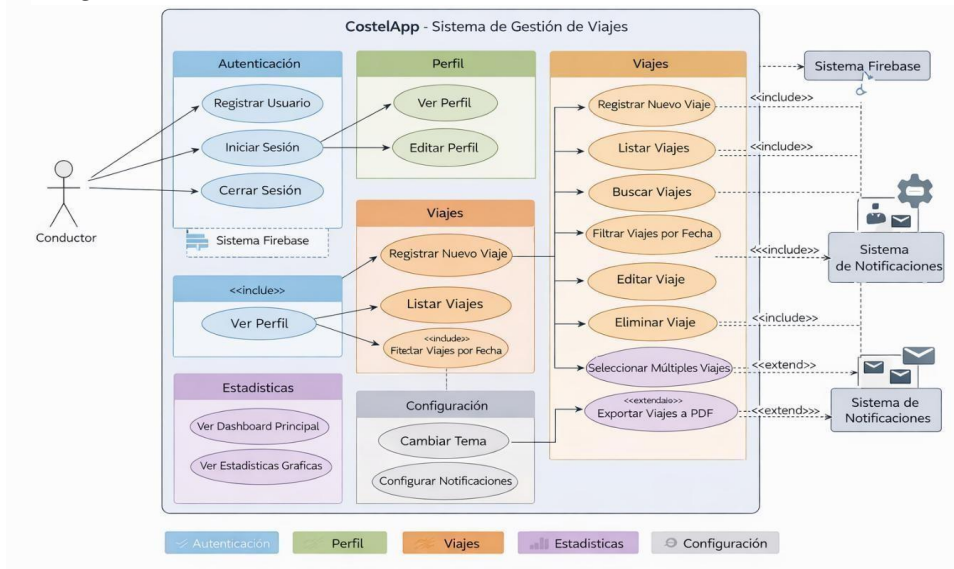 CostelApp - Sistema de Gestión de Viajes
Autenticación
Registrar Usuario
Iniciar Sesión
Cerrar Sesión
Sistema Firebase
Conductor
Perfil
Ver Perfil
Editar Perfil
Viajes
Registrar Nuevo Viaje
Listar Viajes
Buscar Viajes
Filtrar Viajes por Fecha
Editar Viaje
Eliminar Viaje
Seleccionar Múltiples Viajes
<<extendaio>>
Exportar Viajes a PDF
<<inclue>>
Ver Perfil
Viajes
Registrar Nuevo Viaje
Listar Viajes
<<include>>
Viajes por Fecha
Estadisticas
Ver Dashboard Principal
Ver Estadisticas Graficas
Configuración
Cambiar Tema
Configurar Notificaciones
Sistema Firebase
<<include>>
<<include>>
<<include>>
<<include>>
<<extend>>
<<extend>>>
Sistema
de Notificaciones
Sistema de
Notificaciones
Autenticación
Perfil
Viajes
Estadisticas
Configuración